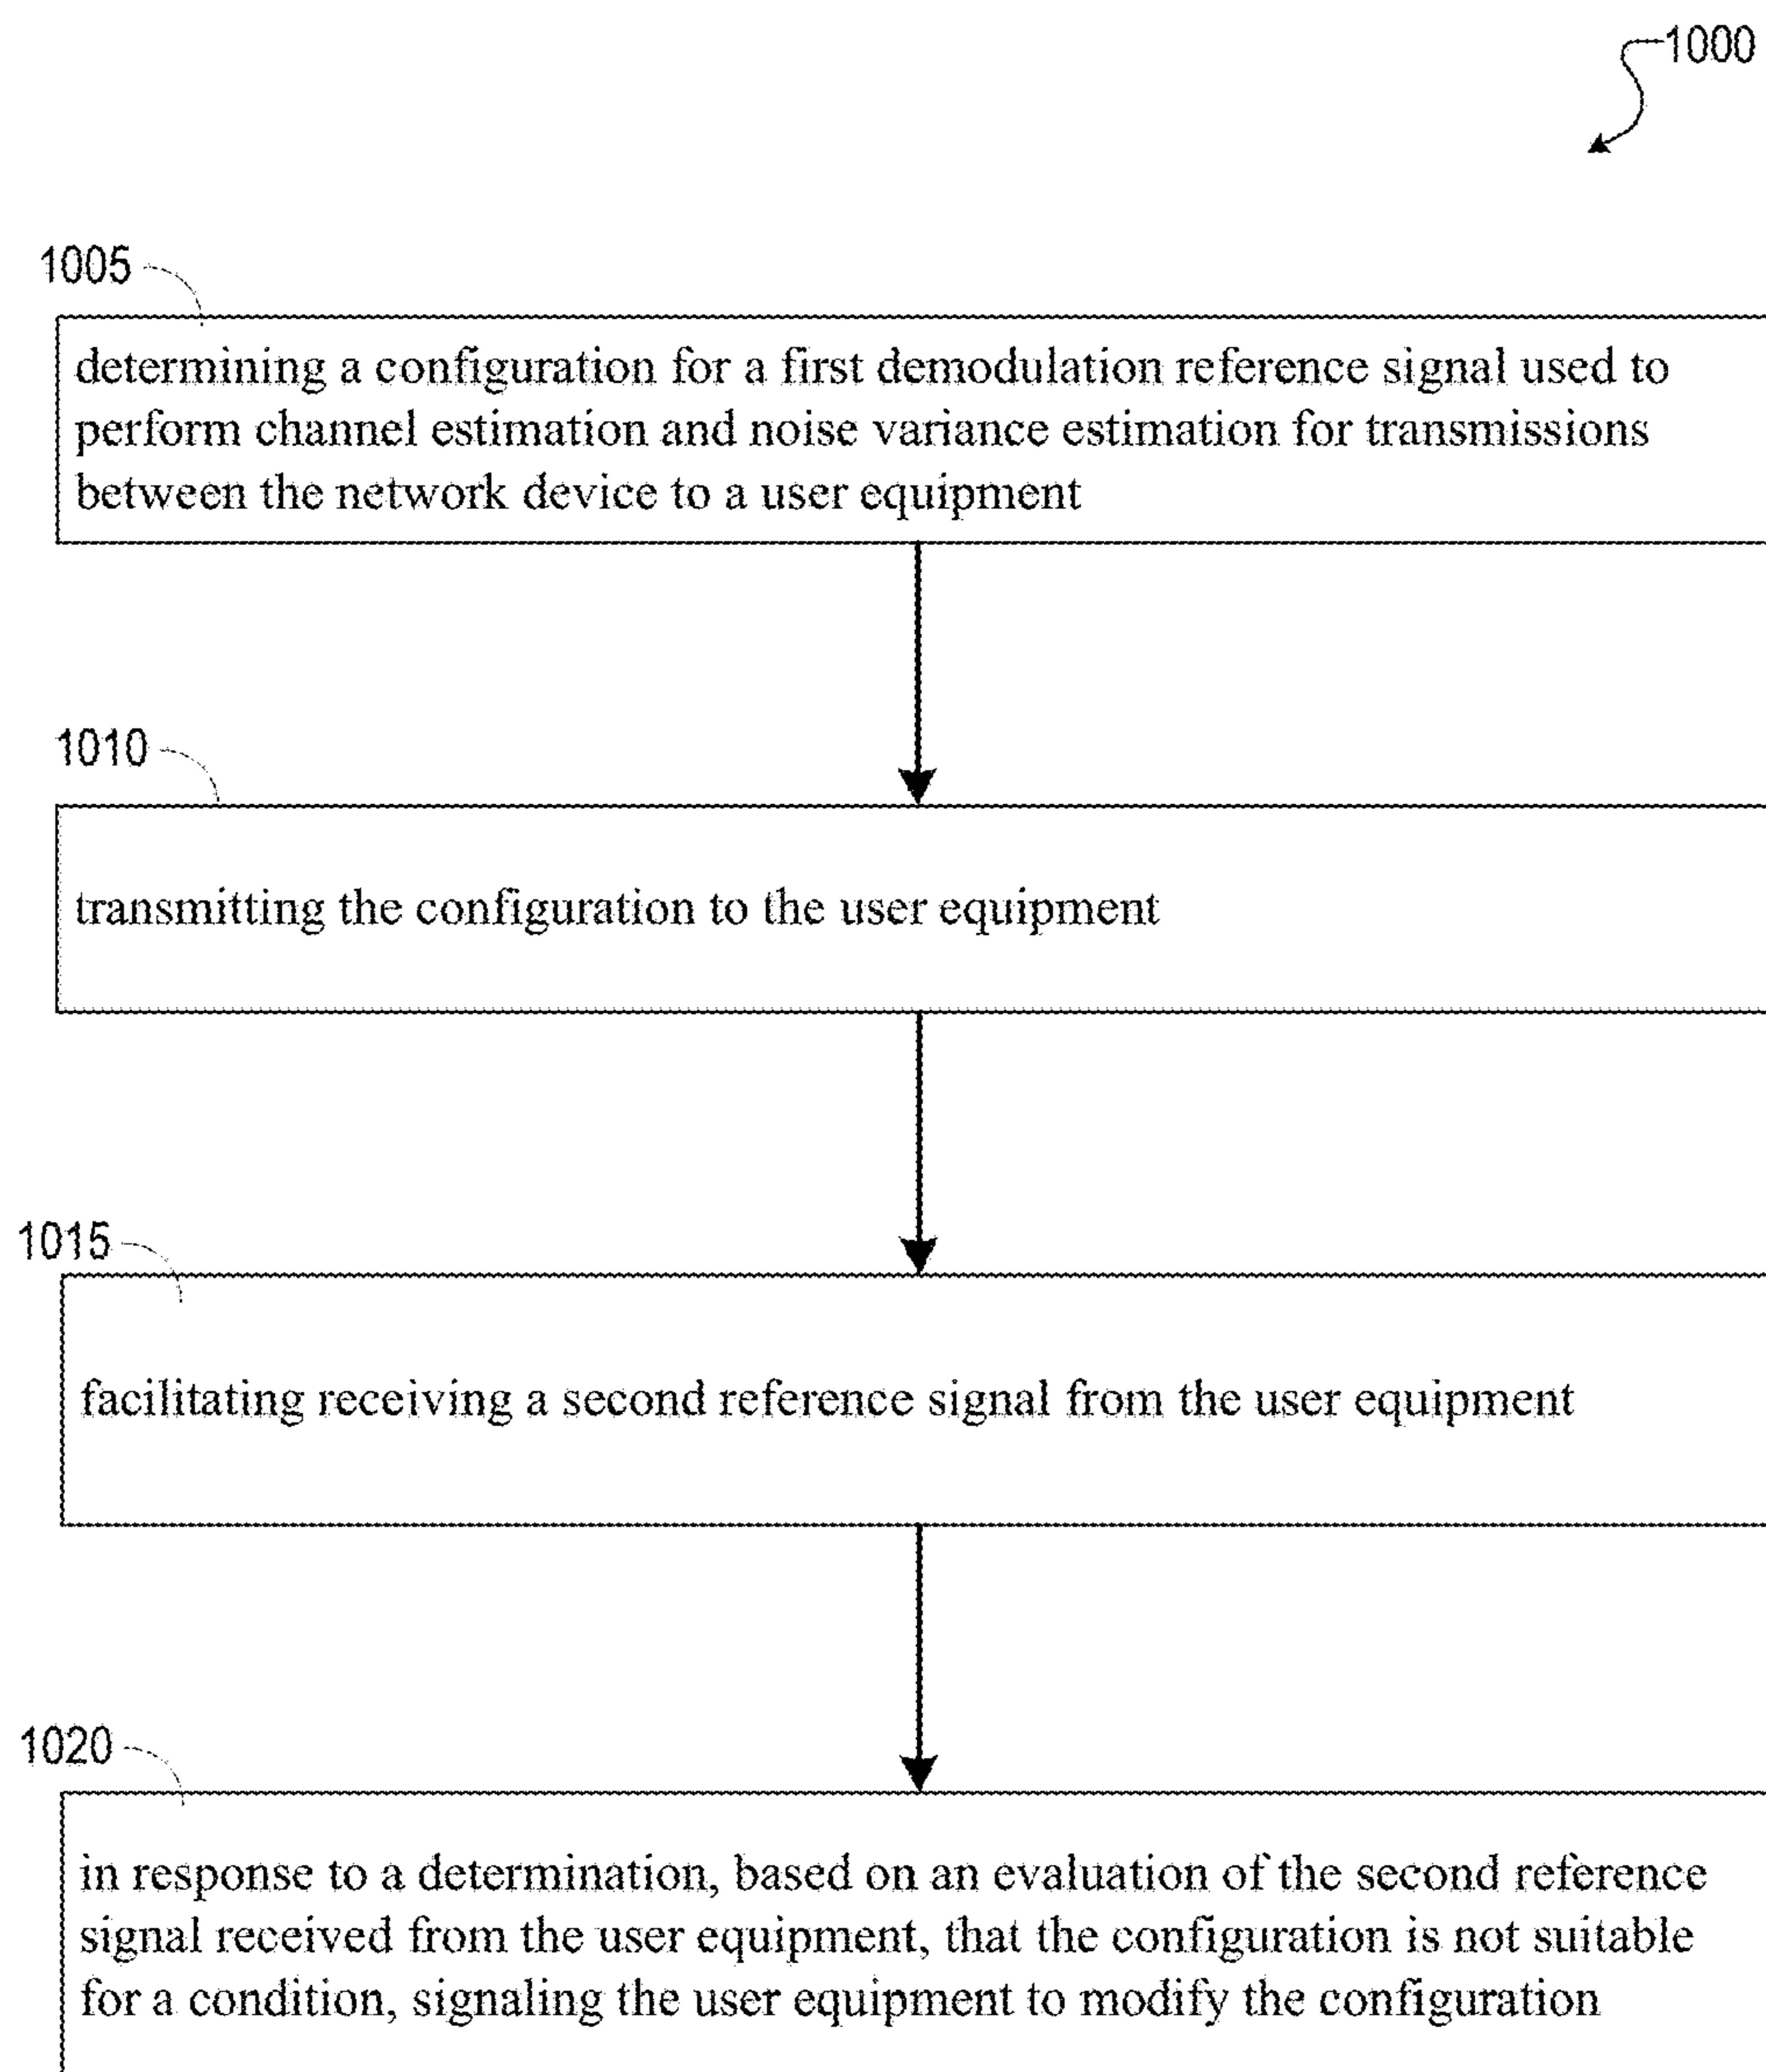 1000
1005
determining a configuration for a first demodulation reference signal used to
perform channel estimation and noise variance estimation for transmissions
between the network device to a user equipment
1010
transmitting the configuration to the user equipment
1015
facilitating receiving a second reference signal from the user equipment
1020
in response to a determination, based on an evaluation of the second reference
signal received from the user equipment, that the configuration is not suitable
for a condition, signaling the user equipment to modify the configuration